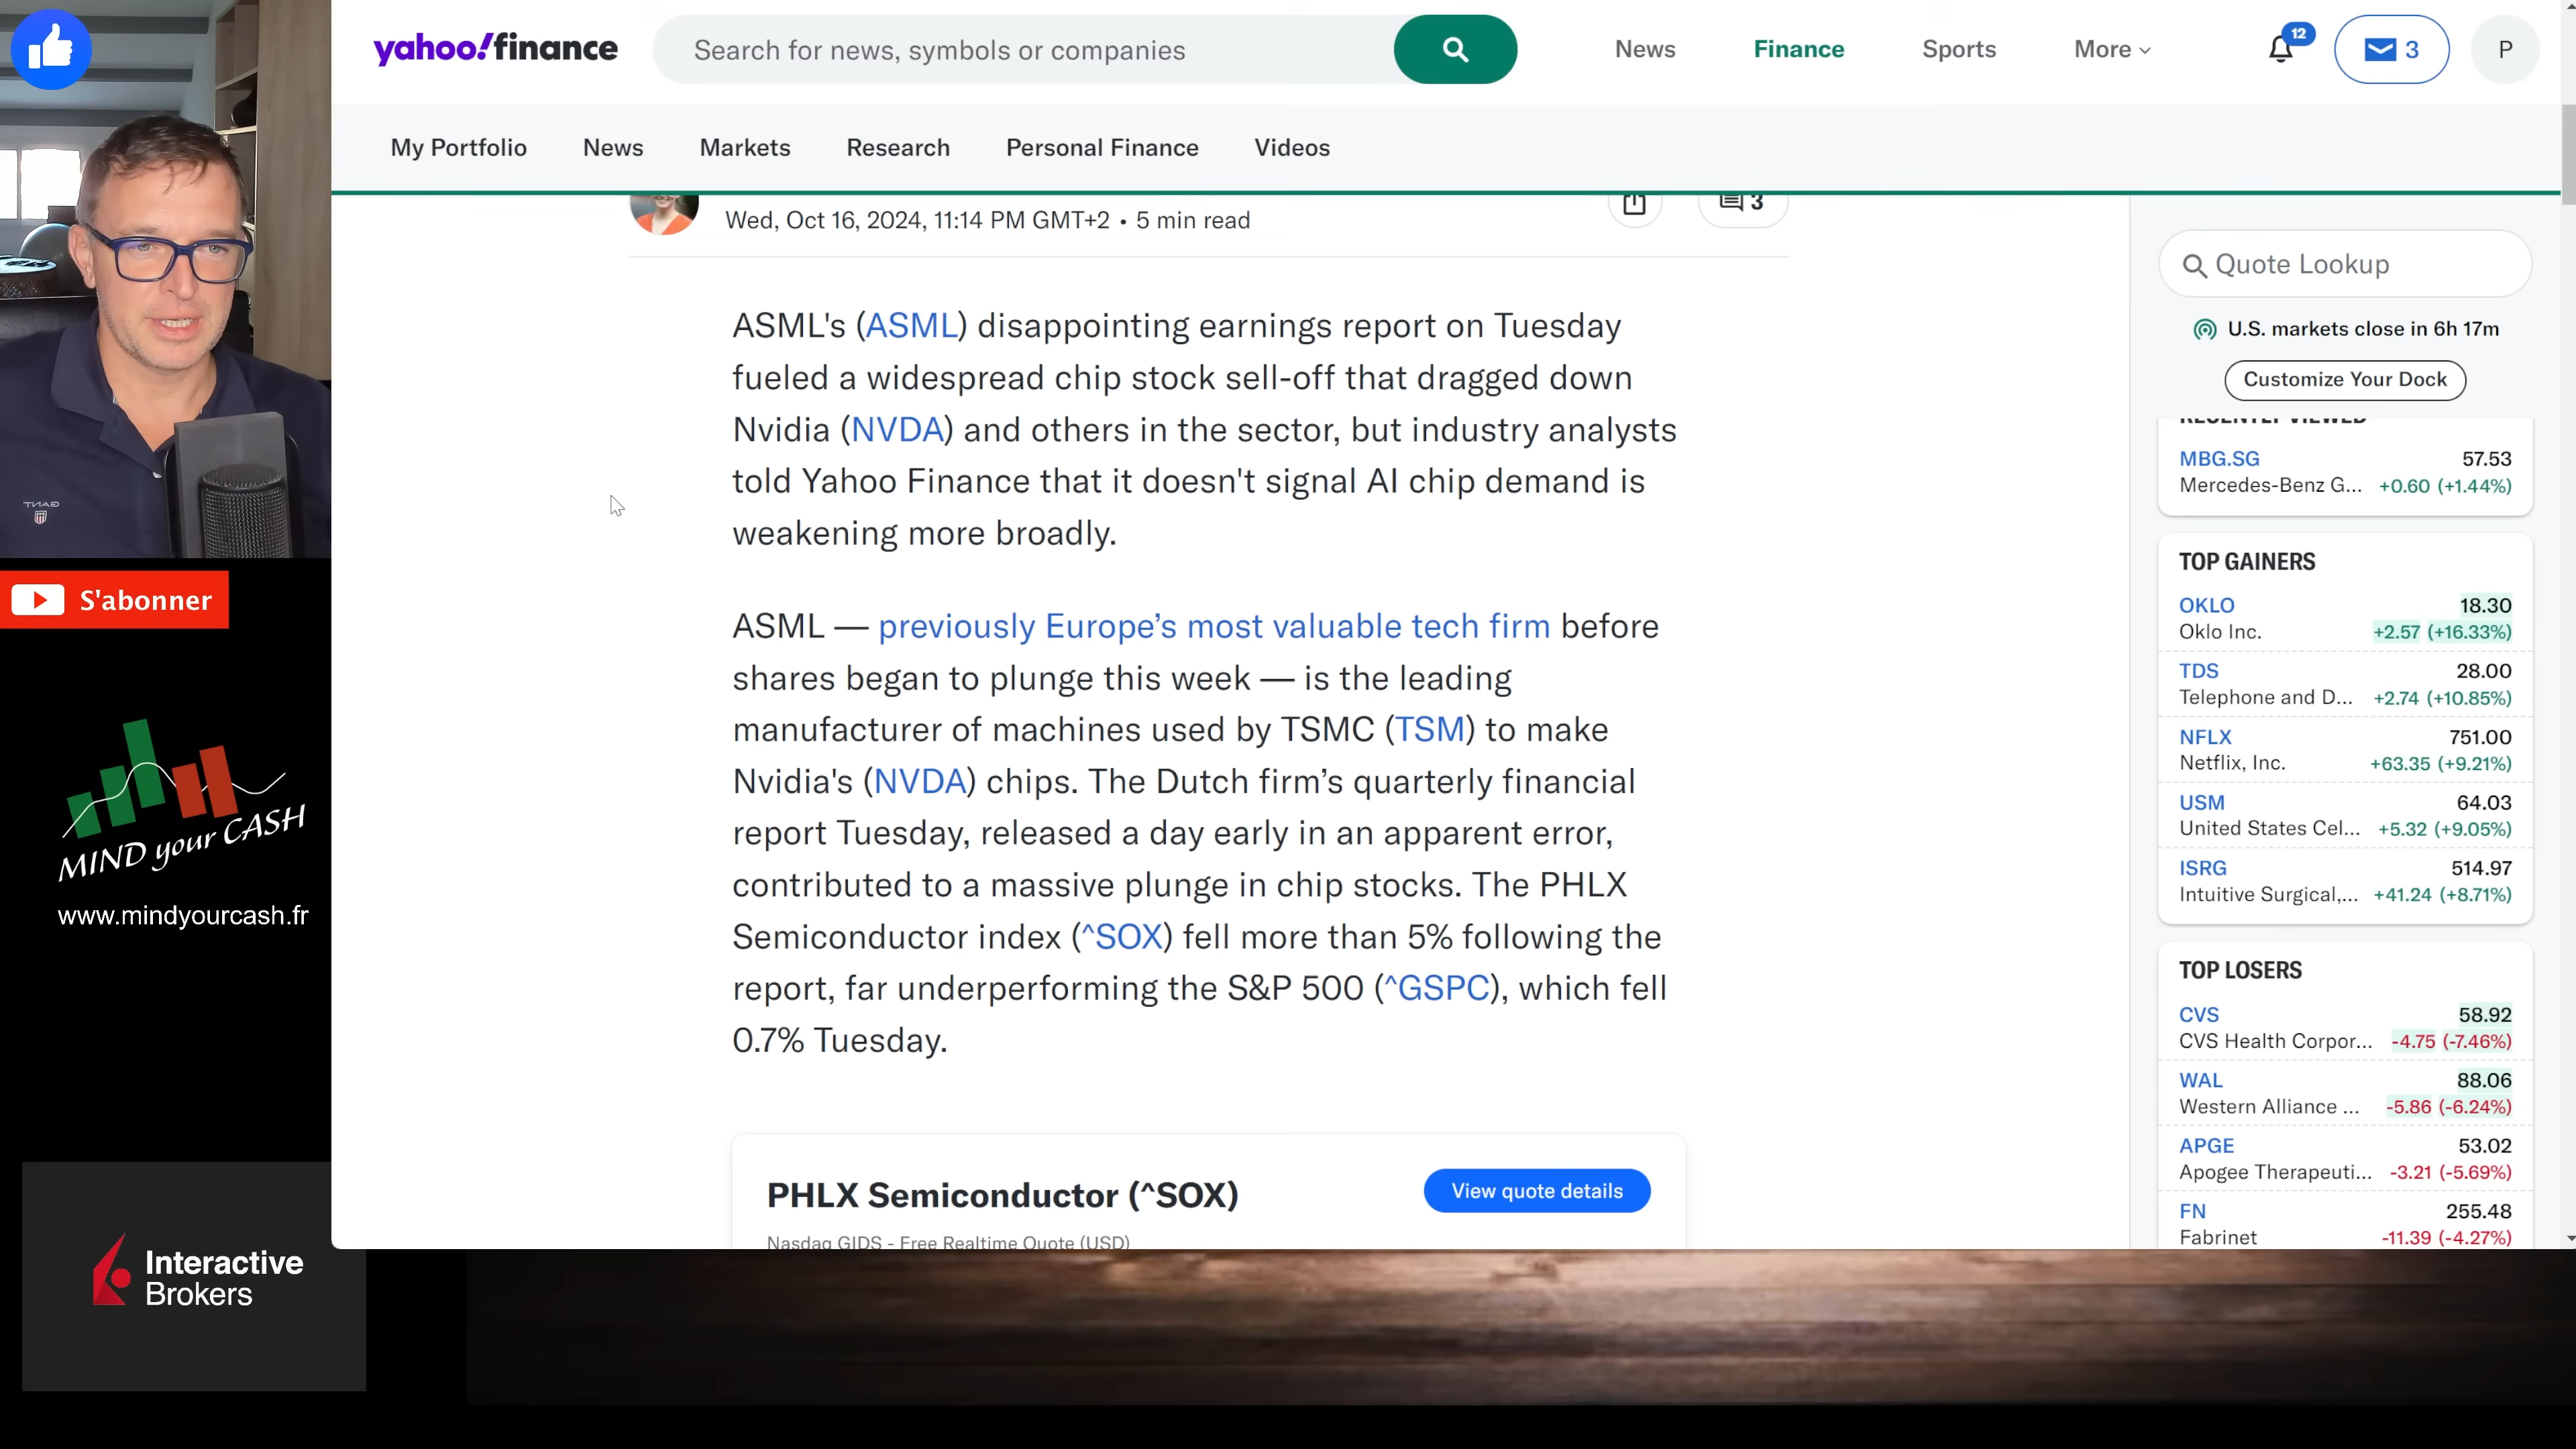 yahoo!finance
Search for news, symbols or companies
News
Finance
Sports
More
12
3
P
My Portfolio
News
Markets
Research
Personal Finance
Videos
Wed, Oct 16, 2024, 11:14 PM GMT+2 • 5 min read
3
ASML's (ASML) disappointing earnings report on Tuesday
fueled a widespread chip stock sell-off that dragged down
Nvidia (NVDA) and others in the sector, but industry analysts
told Yahoo Finance that it doesn't signal AI chip demand is
weakening more broadly.
ASML — previously Europe’s most valuable tech firm before
shares began to plunge this week — is the leading
manufacturer of machines used by TSMC (TSM) to make
Nvidia's (NVDA) chips. The Dutch firm’s quarterly financial
report Tuesday, released a day early in an apparent error,
contributed to a massive plunge in chip stocks. The PHLX
Semiconductor index (^SOX) fell more than 5% following the
report, far underperforming the S&P 500 (^GSPC), which fell
0.7% Tuesday.
PHLX Semiconductor (^SOX)
View quote details
Nasdaq GIDS - Free Realtime Quote (USD)
Quote Lookup
U.S. markets close in 6h 17m
Customize Your Dock
RECENTLY VIEWED
MBG.SG 57.53
Mercedes-Benz G... +0.60 (+1.44%)
TOP GAINERS
OKLO 18.30
Oklo Inc. +2.57 (+16.33%)
TDS 28.00
Telephone and D... +2.74 (+10.85%)
NFLX 751.00
Netflix, Inc. +63.35 (+9.21%)
USM 64.03
United States Cel... +5.32 (+9.05%)
ISRG 514.97
Intuitive Surgical,... +41.24 (+8.71%)
TOP LOSERS
CVS 58.92
CVS Health Corpor... -4.75 (-7.46%)
WAL 88.06
Western Alliance ... -5.86 (-6.24%)
APGE 53.02
Apogee Therapeuti... -3.21 (-5.69%)
FN 255.48
Fabrinet -11.39 (-4.27%)
GANT
S'abonner
MIND your CASH
www.mindyourcash.fr
Interactive
Brokers